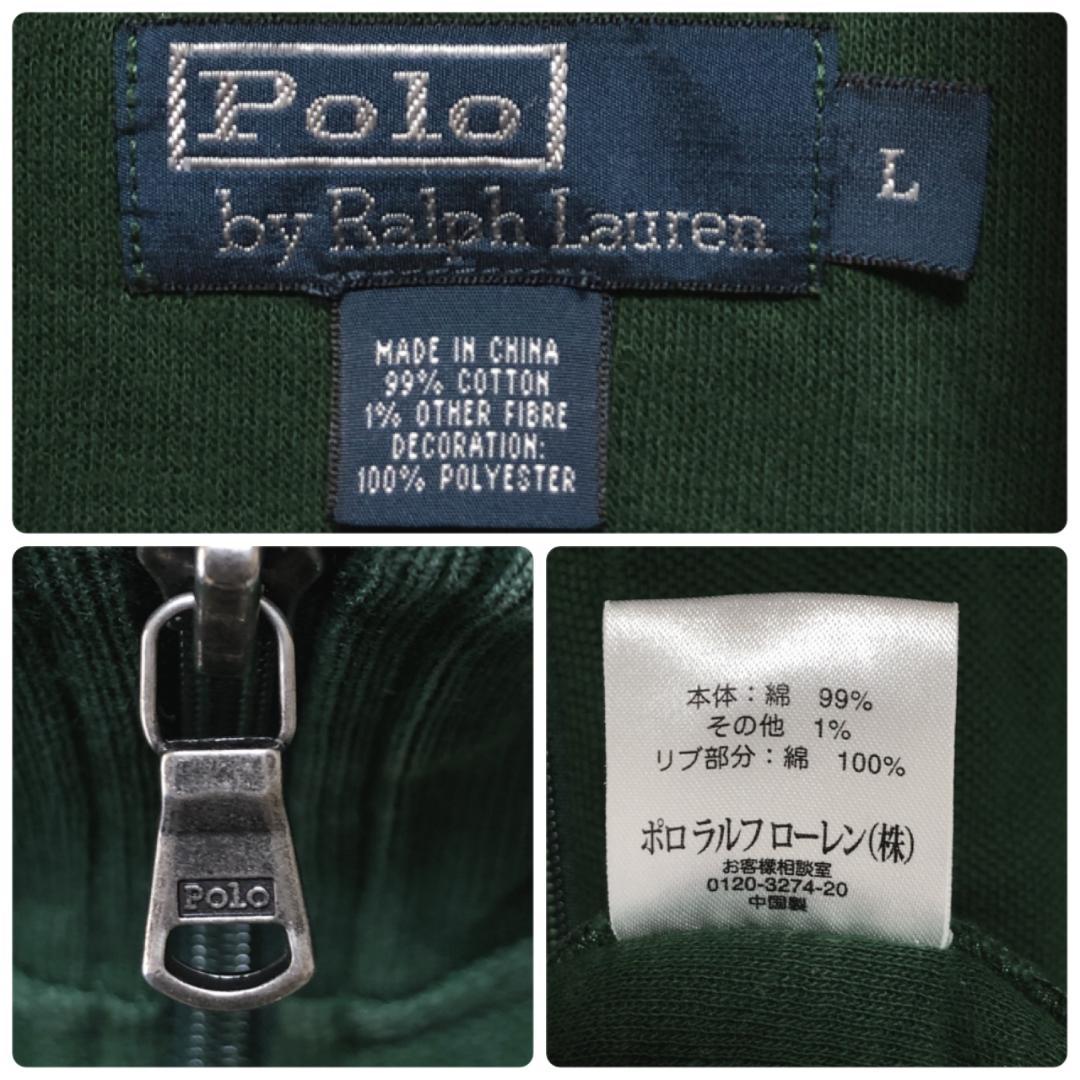 Polo
by Ralph Lauren
L
MADE IN CHINA
99% COTTON
1% OTHER FIBRE
DECORATION:
100% POLYESTER
POLO
本体：綿 99%
その他 1%
リブ部分：綿 100%
ポロ ラルフ ローレン(株)
お客様相談室
0120-3274-20
中国製